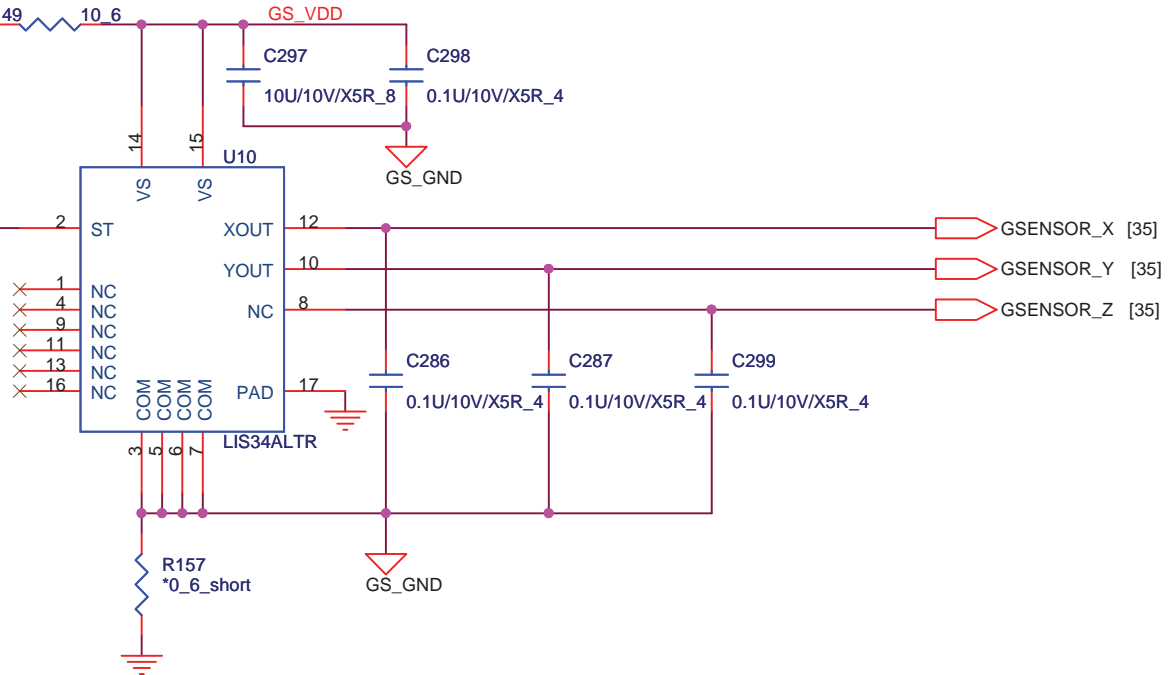 49 10_6 GS_VDD
C297 C298
10U/10V/X5R_8 0.1U/10V/X5R_4
14 15
U10
GS_GND
VS VS
2 ST XOUT 12 GSENSOR_X [35]
YOUT 10 GSENSOR_Y [35]
1 NC
4 NC NC 8 GSENSOR_Z [35]
9 NC
11 NC
13 NC
16 NC
C286 C287 C299
0.1U/10V/X5R_4 0.1U/10V/X5R_4 0.1U/10V/X5R_4
PAD 17
COM COM COM COM
LIS34ALTR
3 5 6 7
R157
*0_6_short
GS_GND